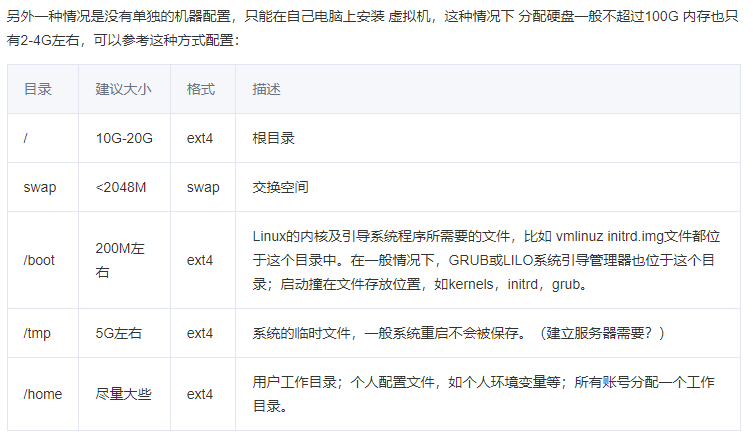 另外一种情况是没有单独的机器配置，只能在自己电脑上安装 虚拟机，这种情况下 分配硬盘一般不超过100G 内存也只
有2-4G左右，可以参考这种方式配置：
目录 建议大小 格式 描述
/ 10G-20G ext4 根目录
swap <2048M swap 交换空间
/boot 200M左
右 ext4 Linux的内核及引导系统程序所需要的文件，比如 vmlinuz initrd.img文件都位
于这个目录中。在一般情况下，GRUB或LILO系统引导管理器也位于这个目
录；启动撞在文件存放位置，如kernels，initrd，grub。
/tmp 5G左右 ext4 系统的临时文件，一般系统重启不会被保存。（建立服务器需要？）
/home 尽量大些 ext4 用户工作目录；个人配置文件，如个人环境变量等；所有账号分配一个工作
目录。